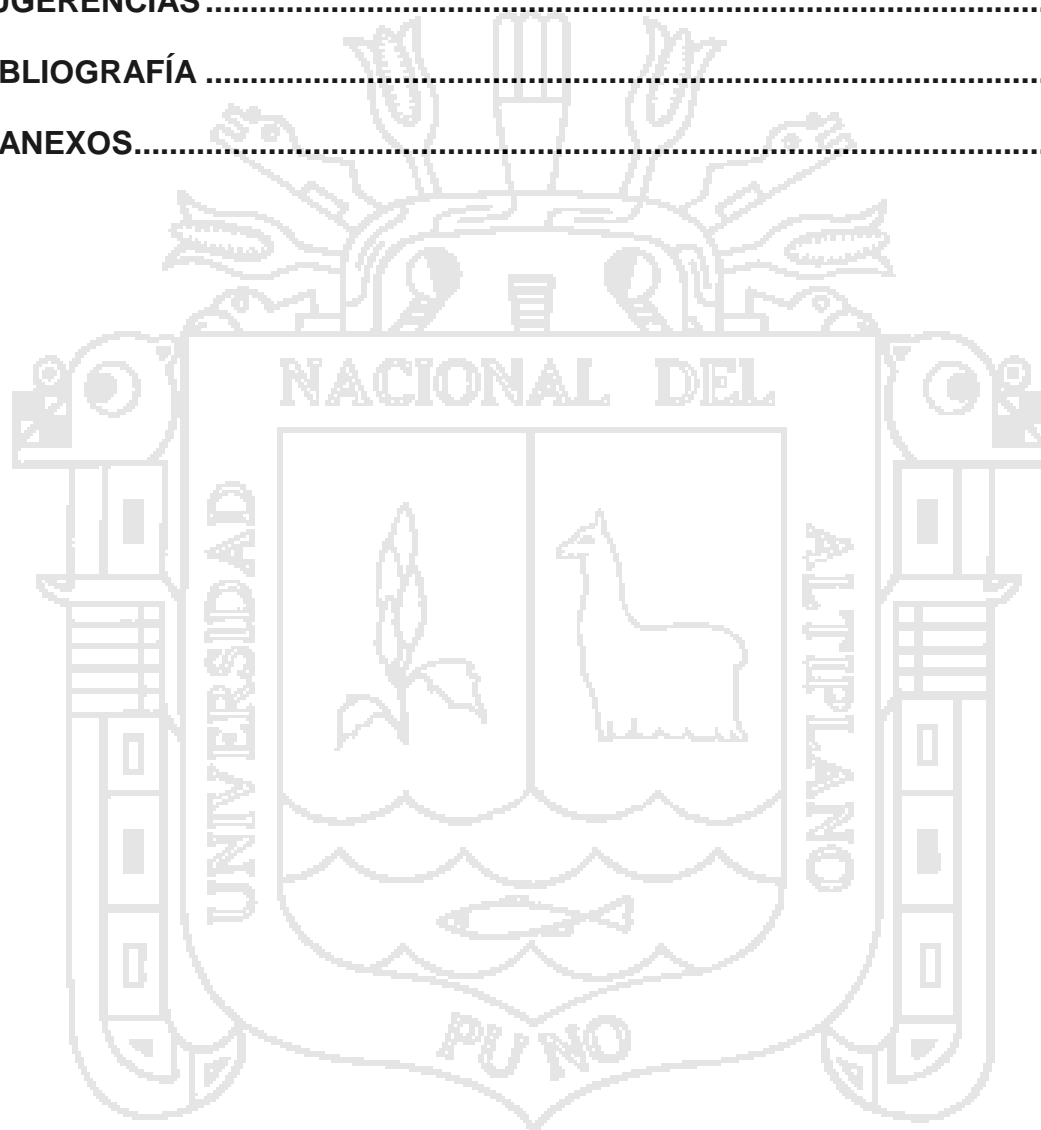 UGERENCIAS
BLIOGRAFÍA
ANEXOS
NACIONAL DEL
UNIVERSIDAD
ALTIPLANO
PUNO